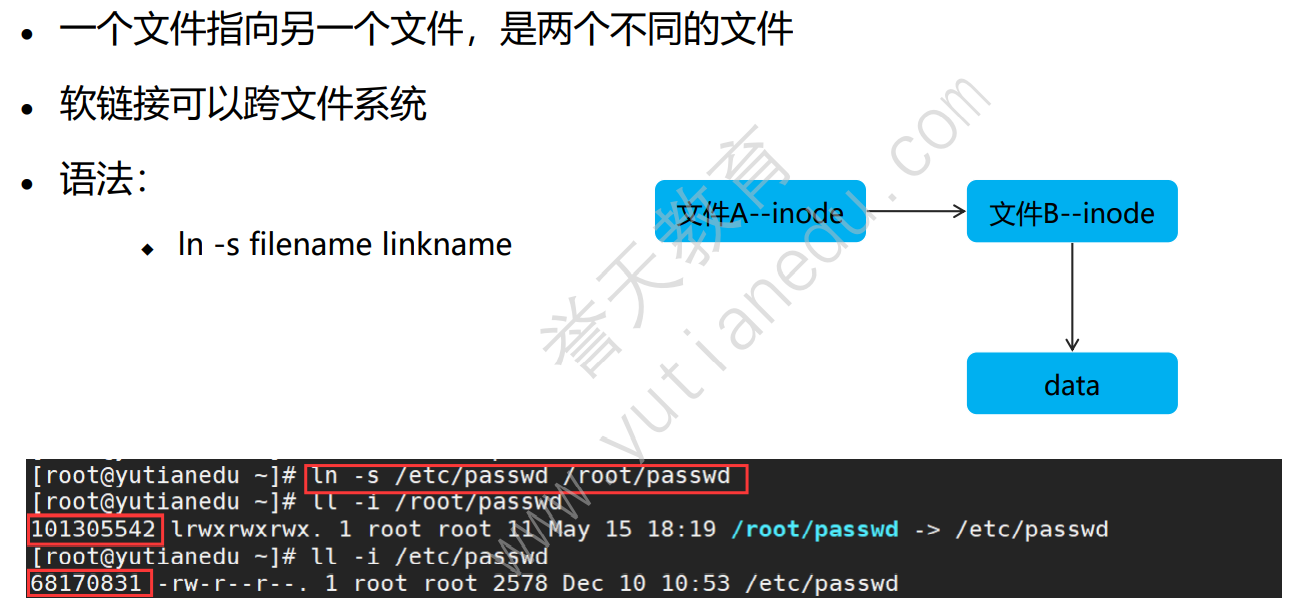 一个文件指向另一个文件，是两个不同的文件
软链接可以跨文件系统
语法：
ln -s filename linkname
文件A--inode
文件B--inode
data
誉天教育
www.yutianedu.com
[root@yutianedu ~]# ln -s /etc/passwd /root/passwd
[root@yutianedu ~]# ll -i /root/passwd
101305542 lrwxrwxrwx. 1 root root 11 May 15 18:19 /root/passwd -> /etc/passwd
[root@yutianedu ~]# ll -i /etc/passwd
68170831 -rw-r--r--. 1 root root 2578 Dec 10 10:53 /etc/passwd